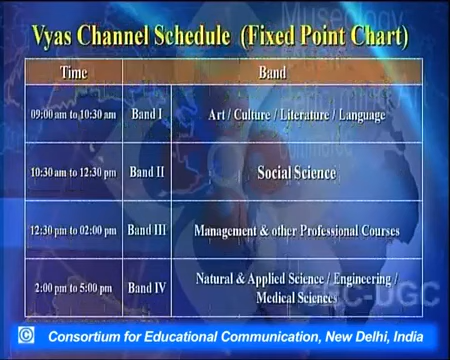 Vyas Channel Schedule (Fixed Point Chart)
Time Band
09:00 am to 10:30 am Band I Art / Culture / Literature / Language
10:30 am to 12:30 pm Band II Social Science
12:30 pm to 02:00 pm Band III Management & other Professional Courses
2:00 pm to 5:00 pm Band IV Natural & Applied Science / Engineering /
Medical Sciences
CEC-UGC
© Consortium for Educational Communication, New Delhi, India